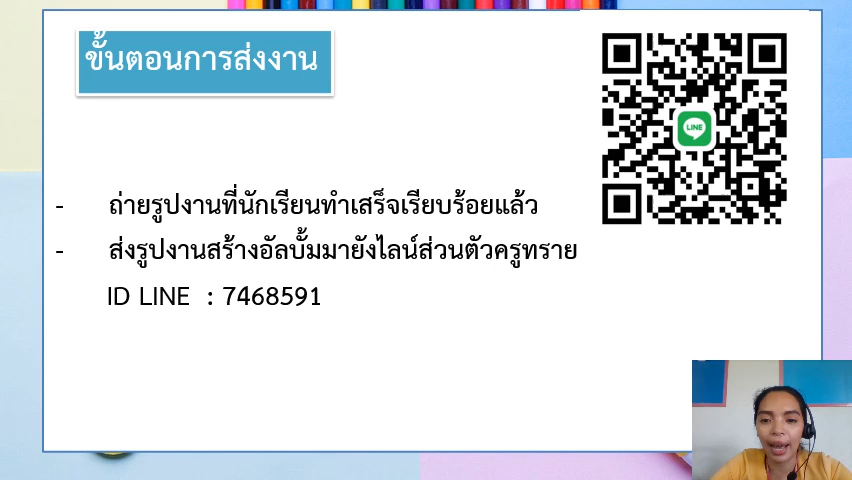 ขั้นตอนการส่งงาน
LINE
- ถ่ายรูปงานที่นักเรียนทำเสร็จเรียบร้อยแล้ว
- ส่งรูปงานสร้างอัลบั้มมายังไลน์ส่วนตัวครูทราย
ID LINE : 7468591